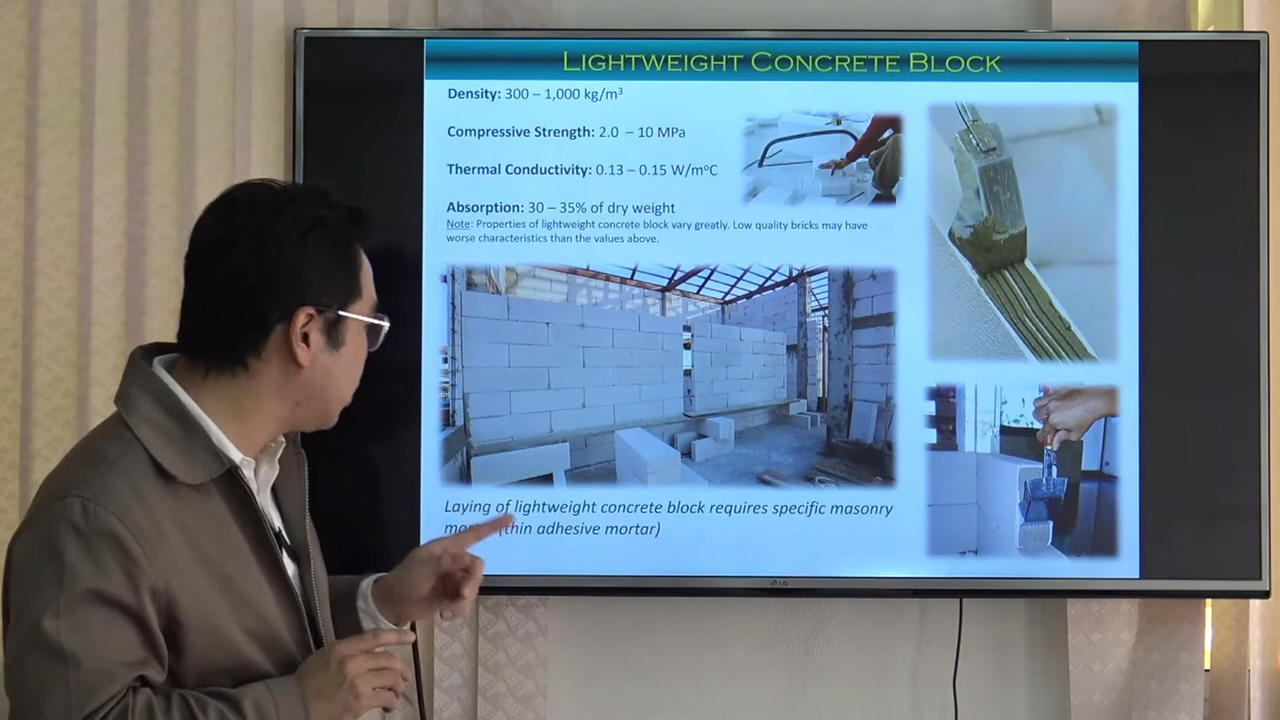 LIGHTWEIGHT CONCRETE BLOCK
Density: 300 – 1,000 kg/m³
Compressive Strength: 2.0 – 10 MPa
Thermal Conductivity: 0.13 – 0.15 W/m°C
Absorption: 30 – 35% of dry weight
Note: Properties of lightweight concrete block vary greatly. Low quality bricks may have
worse characteristics than the values above.
Laying of lightweight concrete block requires specific masonry
(thin adhesive mortar)
LG